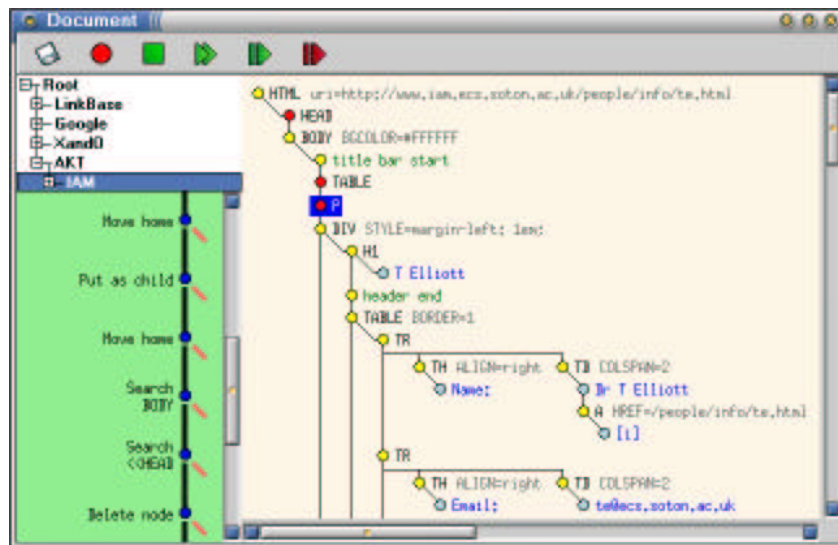 Document
Root
LinkBase
Google
XandO
AKT
IAM
Move home
Put as child
Move home
Search
BODY
Search
<<HEAD
Delete node
HTML uri=http://www.iam.ecs.soton.ac.uk/people/info/te.html
HEAD
BODY BGCOLOR=#FFFFFF
title bar start
TABLE
P
DIV STYLE=margin-left: 1em;
H1
T Elliott
header end
TABLE BORDER=1
TR
TH ALIGN=right TD COLSPAN=2
Name: Dr T Elliott
A HREF=/people/info/te.html
[i]
TR
TH ALIGN=right TD COLSPAN=2
Email: te@ecs.soton.ac.uk